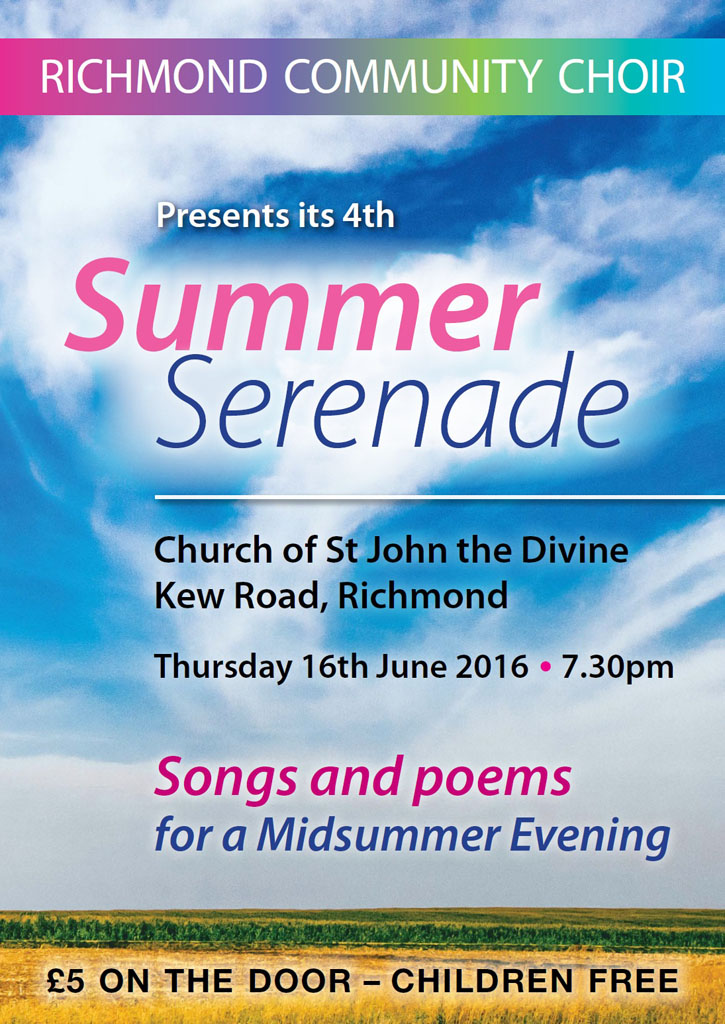 RICHMOND COMMUNITY CHOIR
Presents its 4th
Summer
Serenade
Church of St John the Divine
Kew Road, Richmond
Thursday 16th June 2016 • 7.30pm
Songs and poems
for a Midsummer Evening
£5 ON THE DOOR – CHILDREN FREE